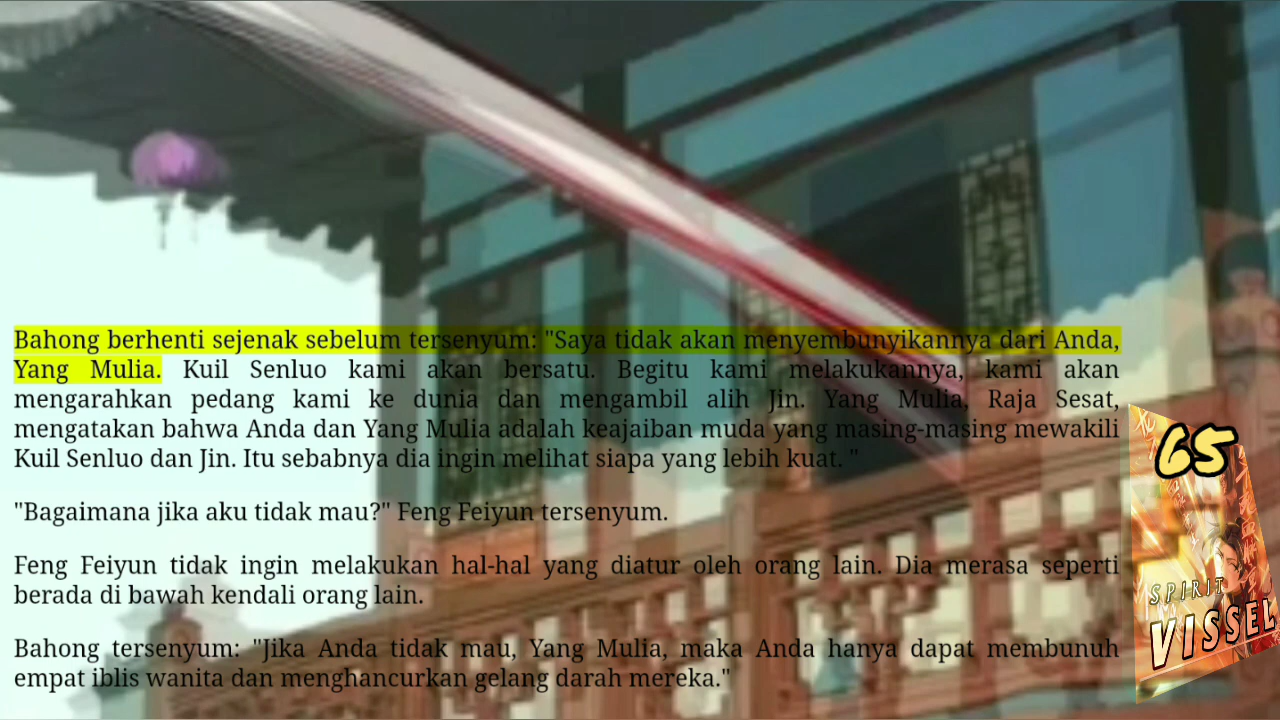 Bahong berhenti sejenak sebelum tersenyum: "Saya tidak akan menyembunyikannya dari Anda,
Yang Mulia. Kuil Senluo kami akan bersatu. Begitu kami melakukannya, kami akan
mengarahkan pedang kami ke dunia dan mengambil alih Jin. Yang Mulia, Raja Sesat,
mengatakan bahwa Anda dan Yang Mulia adalah keajaiban muda yang masing-masing mewakili
Kuil Senluo dan Jin. Itu sebabnya dia ingin melihat siapa yang lebih kuat. "
"Bagaimana jika aku tidak mau?" Feng Feiyun tersenyum.
Feng Feiyun tidak ingin melakukan hal-hal yang diatur oleh orang lain. Dia merasa seperti
berada di bawah kendali orang lain.
Bahong tersenyum: "Jika Anda tidak mau, Yang Mulia, maka Anda hanya dapat membunuh
empat iblis wanita dan menghancurkan gelang darah mereka."
65
SPIRIT
VISSEL